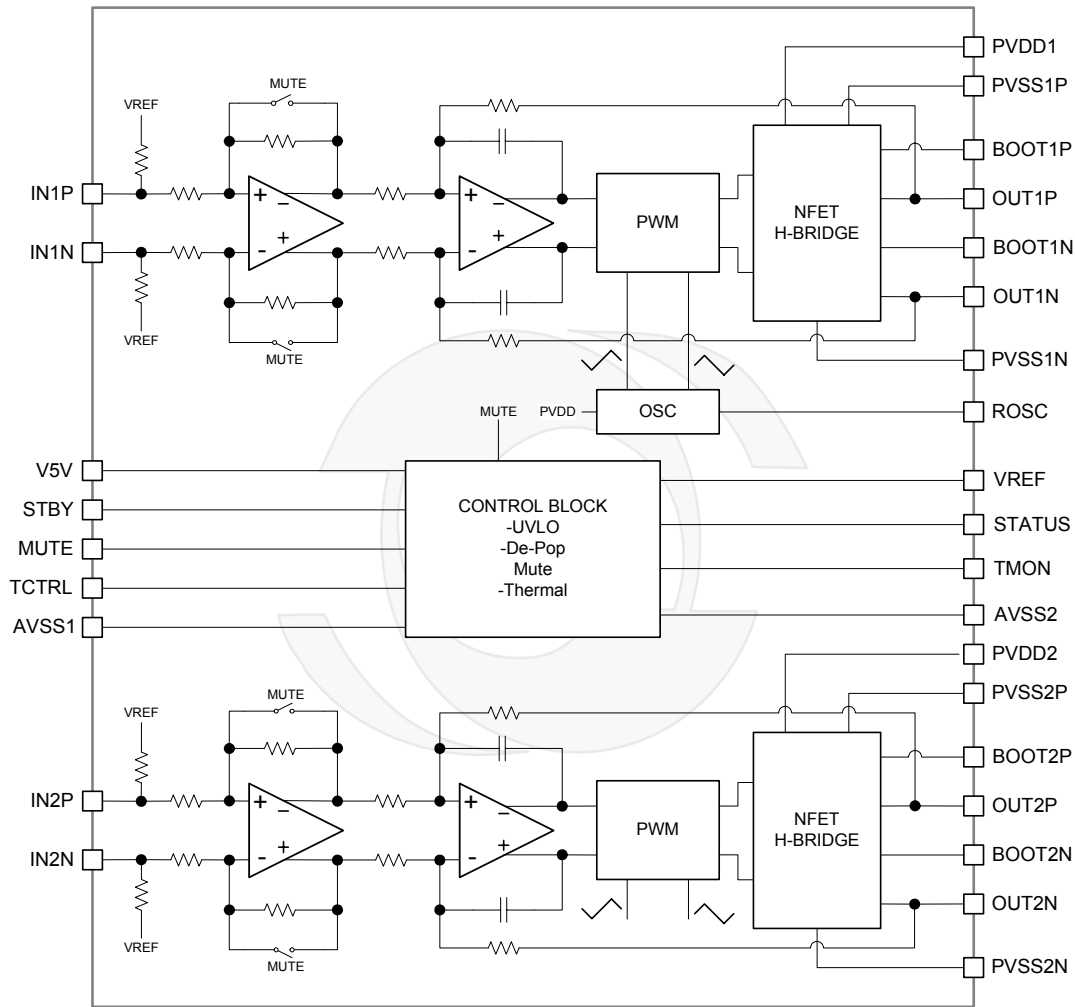 PVDD1
PVSS1P
MUTE
VREF
BOOT1P
IN1P
+
−
+
−
PWM
NFET
H-BRIDGE
OUT1P
IN1N
-
+
-
+
BOOT1N
OUT1N
VREF
MUTE
PVSS1N
MUTE
PVDD
OSC
ROSC
V5V
STBY
MUTE
TCTRL
AVSS1
CONTROL BLOCK
-UVLO
-De-Pop
Mute
-Thermal
VREF
STATUS
TMON
AVSS2
PVDD2
PVSS2P
MUTE
VREF
BOOT2P
IN2P
+
−
+
−
PWM
NFET
H-BRIDGE
OUT2P
IN2N
-
+
-
+
BOOT2N
OUT2N
VREF
MUTE
PVSS2N